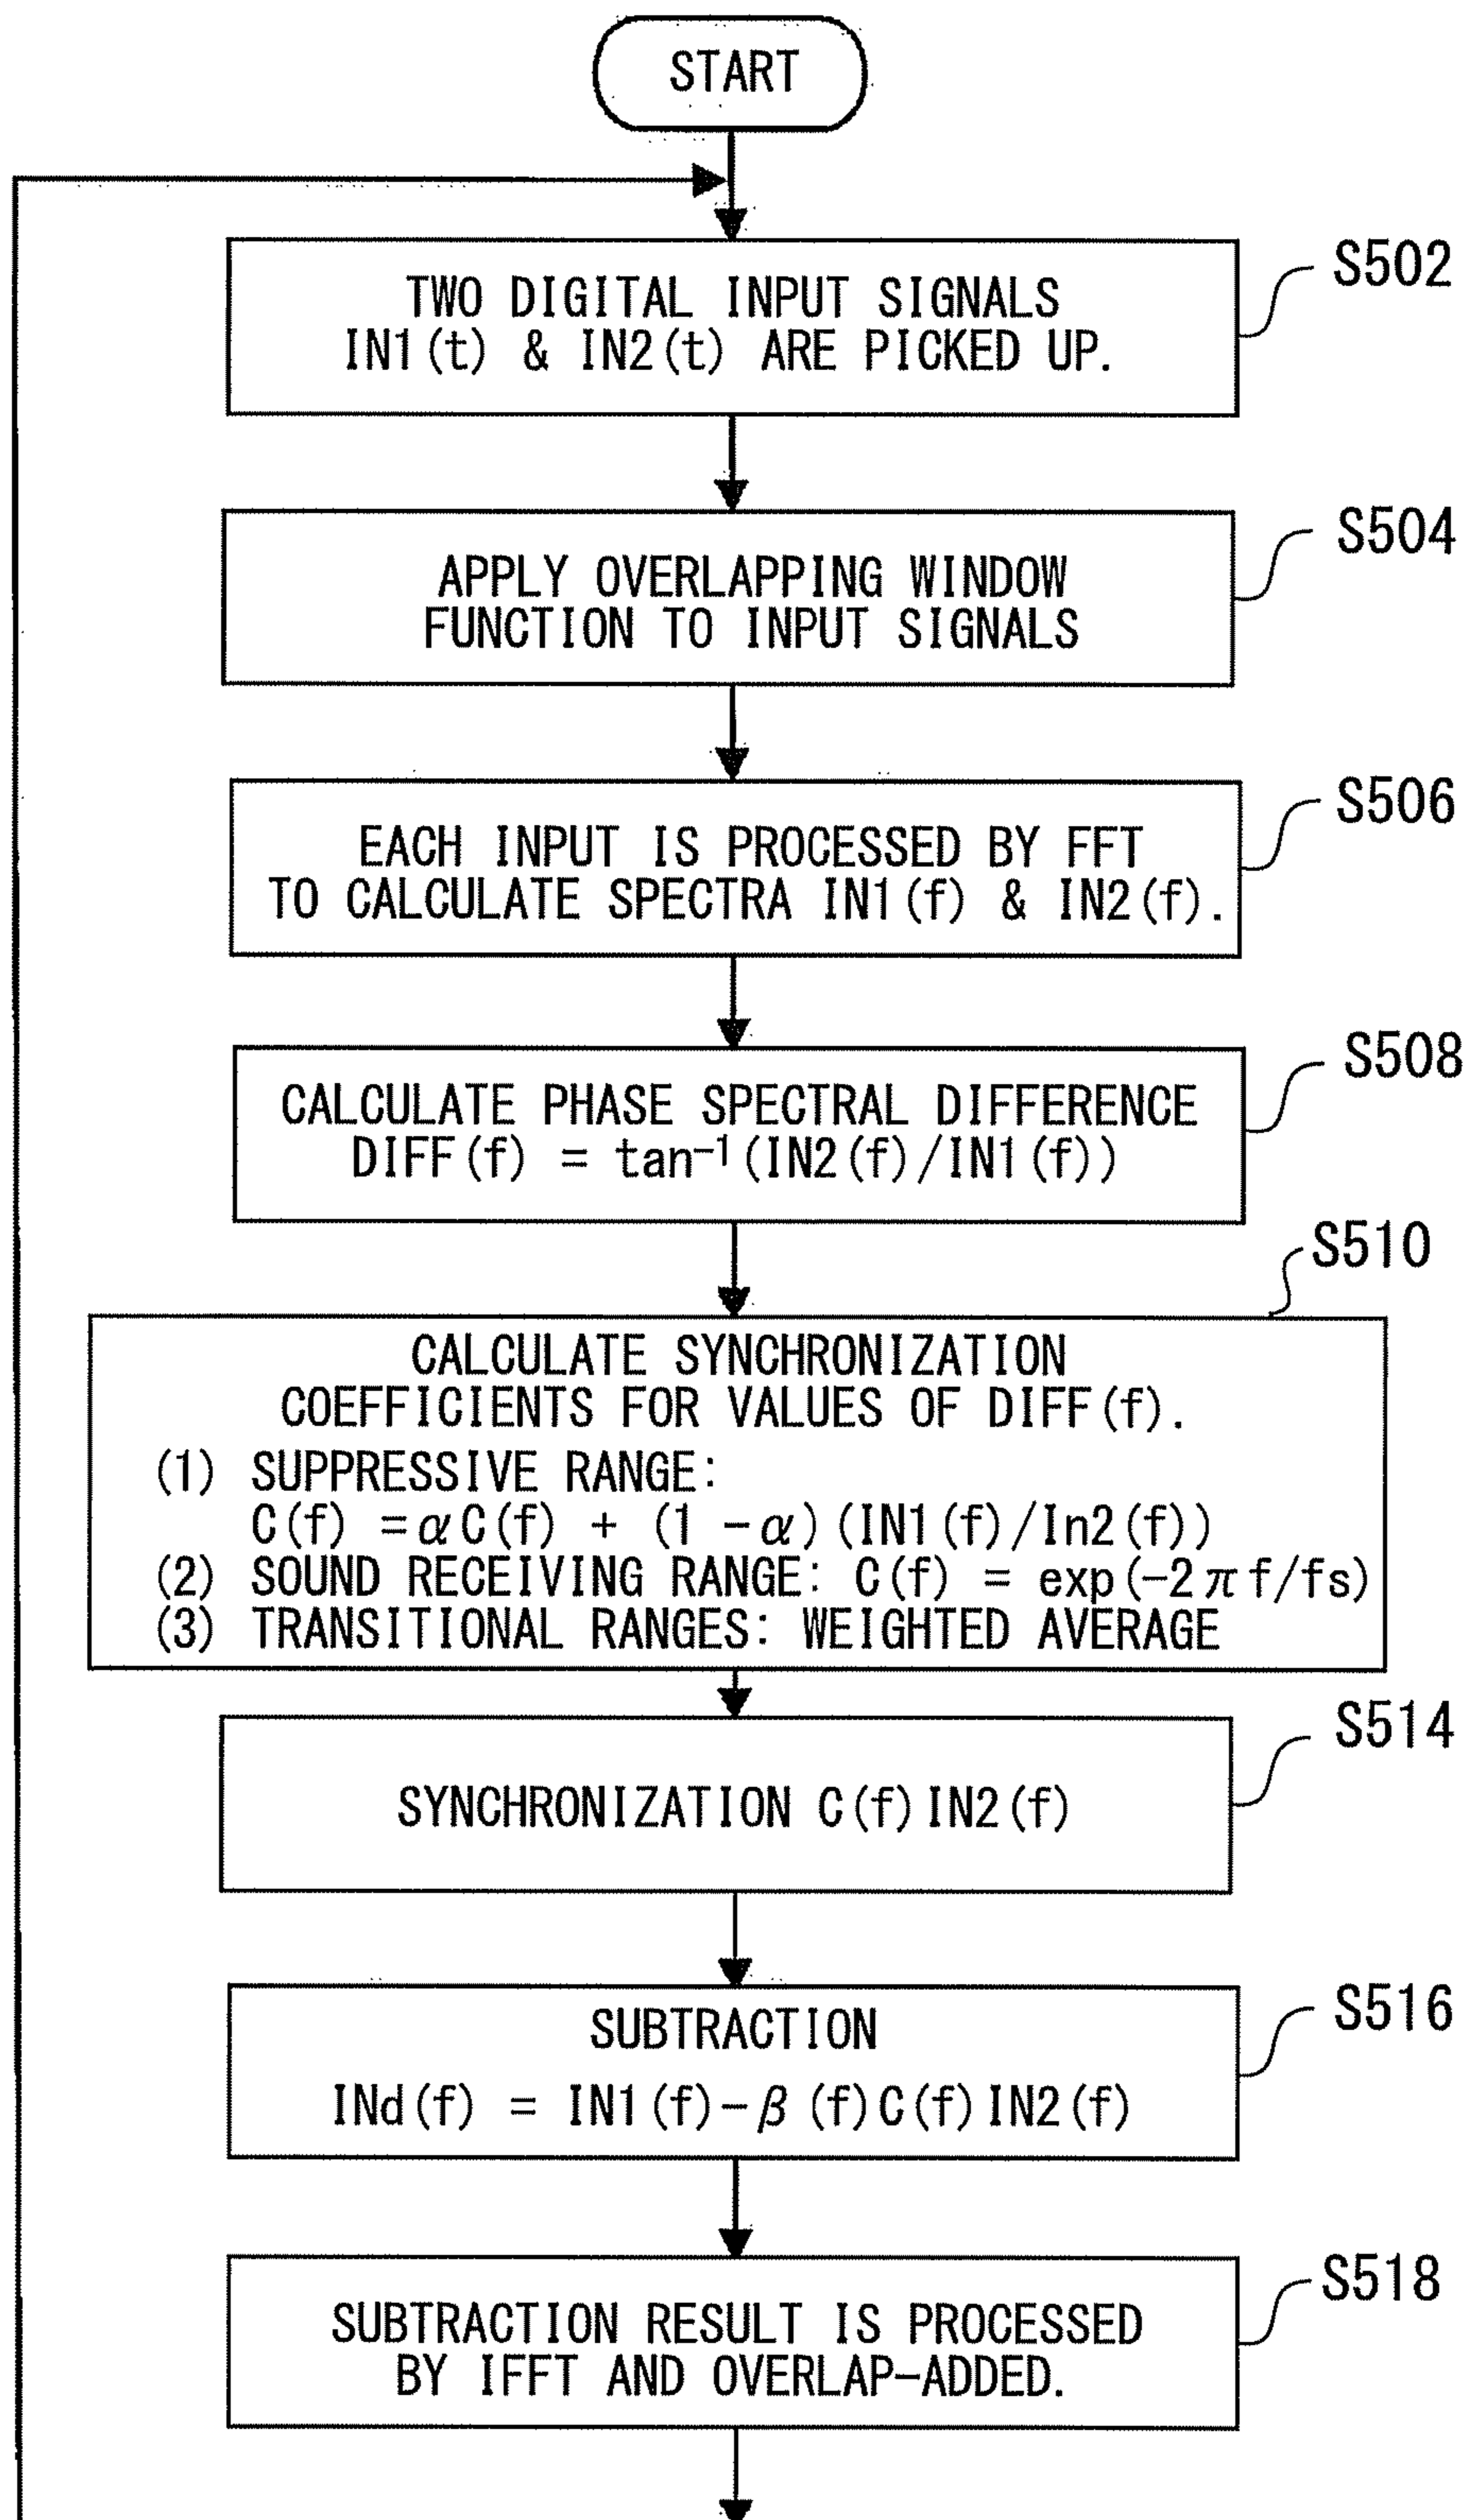 START
TWO DIGITAL INPUT SIGNALS
IN1(t) & IN2(t) ARE PICKED UP.
S502
APPLY OVERLAPPING WINDOW
FUNCTION TO INPUT SIGNALS
S504
EACH INPUT IS PROCESSED BY FFT
TO CALCULATE SPECTRA IN1(f) & IN2(f).
S506
CALCULATE PHASE SPECTRAL DIFFERENCE
DIFF(f) = tan⁻¹(IN2(f)/IN1(f))
S508
S510
CALCULATE SYNCHRONIZATION
COEFFICIENTS FOR VALUES OF DIFF(f).
(1) SUPPRESSIVE RANGE:
C(f) =αC(f) + (1 -α)(IN1(f)/In2(f))
(2) SOUND RECEIVING RANGE: C(f) = exp(-2πf/fs)
(3) TRANSITIONAL RANGES: WEIGHTED AVERAGE
SYNCHRONIZATION C(f)IN2(f)
S514
SUBTRACTION
INd(f) = IN1(f)-β(f)C(f)IN2(f)
S516
SUBTRACTION RESULT IS PROCESSED
BY IFFT AND OVERLAP-ADDED.
S518